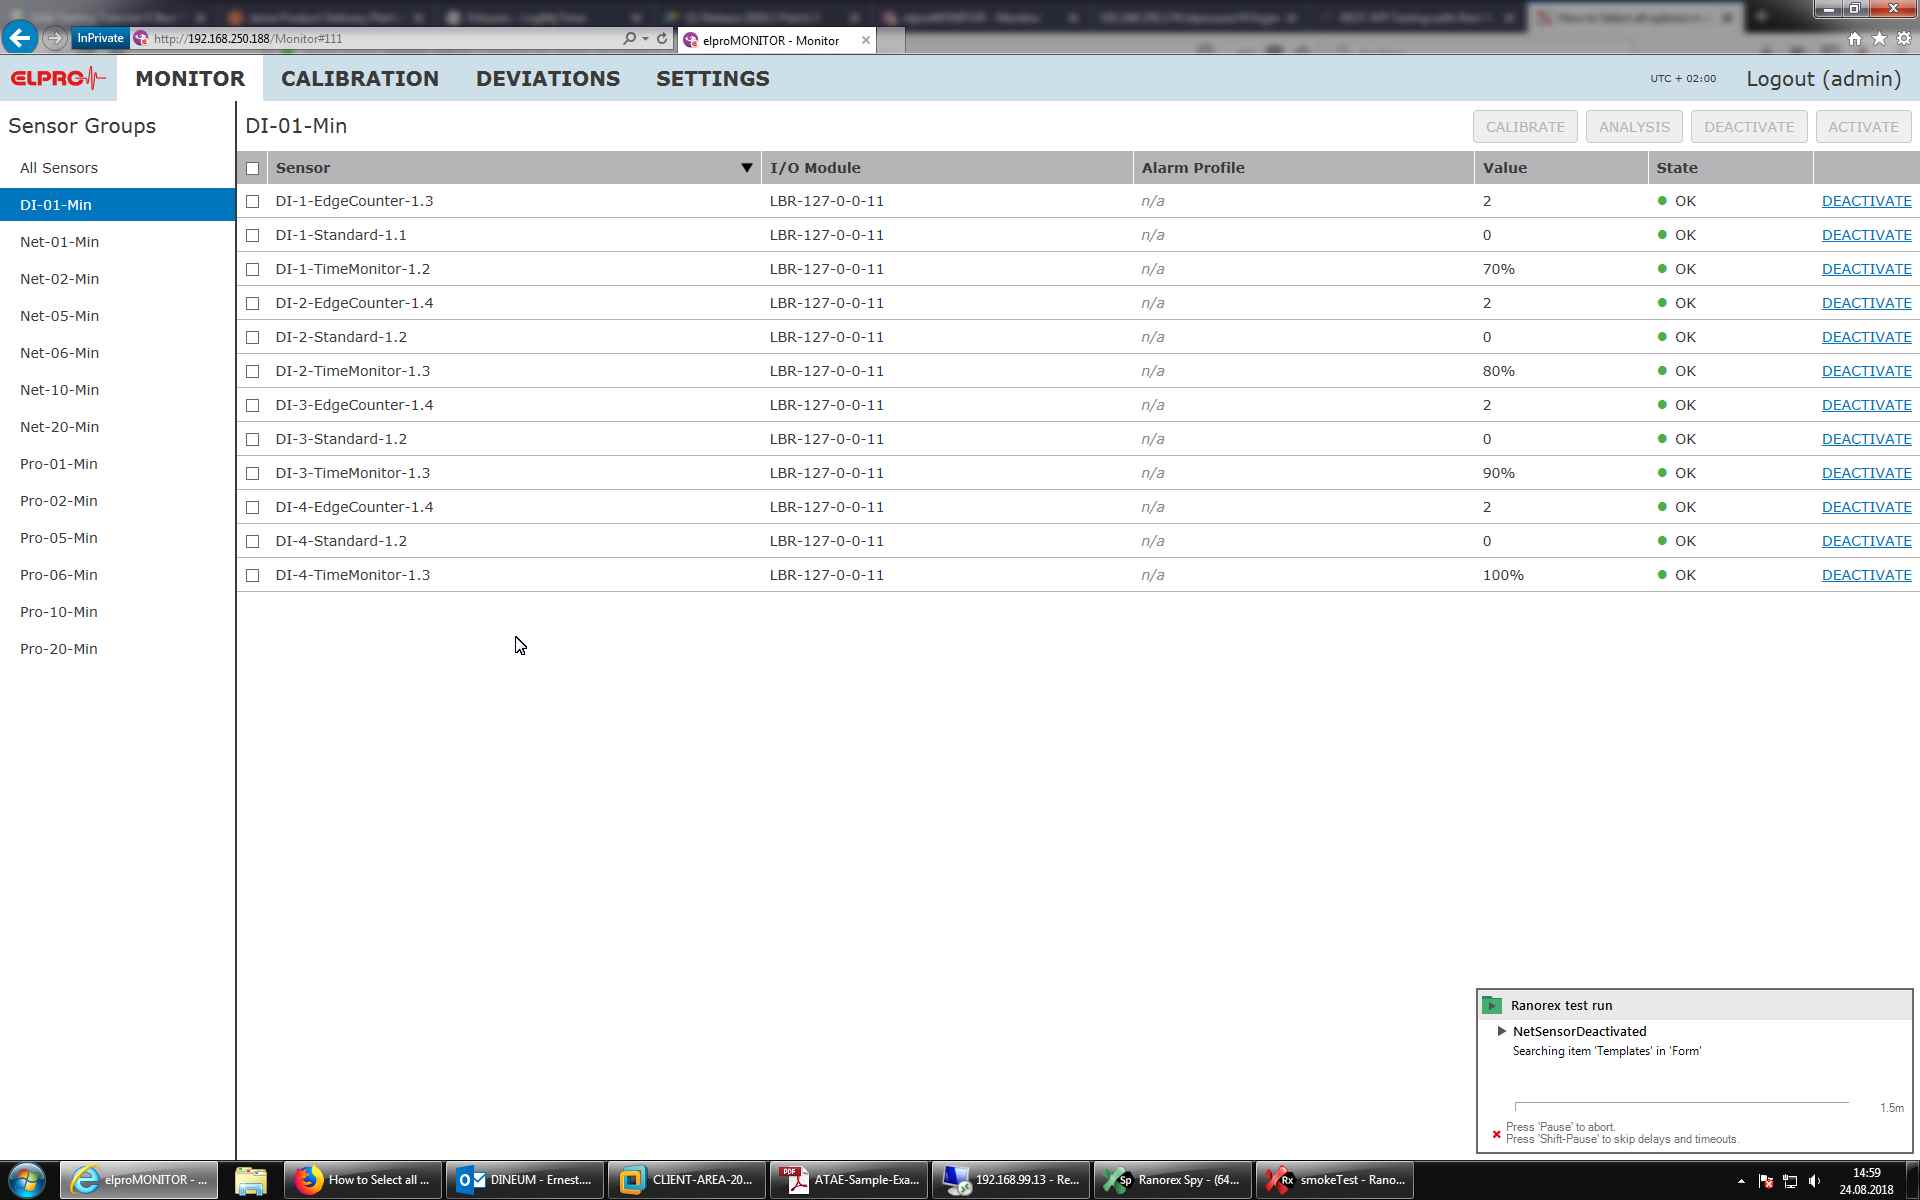 InPrivate http://192.168.250.188/Monitor#111 elproMONITOR - Monitor
ELPRO MONITOR CALIBRATION DEVIATIONS SETTINGS UTC + 02:00 Logout (admin)
Sensor Groups
All Sensors
DI-01-Min
Net-01-Min
Net-02-Min
Net-05-Min
Net-06-Min
Net-10-Min
Net-20-Min
Pro-01-Min
Pro-02-Min
Pro-05-Min
Pro-06-Min
Pro-10-Min
Pro-20-Min
DI-01-Min CALIBRATE ANALYSIS DEACTIVATE ACTIVATE
Sensor I/O Module Alarm Profile Value State
DI-1-EdgeCounter-1.3 LBR-127-0-0-11 n/a 2 OK DEACTIVATE
DI-1-Standard-1.1 LBR-127-0-0-11 n/a 0 OK DEACTIVATE
DI-1-TimeMonitor-1.2 LBR-127-0-0-11 n/a 70% OK DEACTIVATE
DI-2-EdgeCounter-1.4 LBR-127-0-0-11 n/a 2 OK DEACTIVATE
DI-2-Standard-1.2 LBR-127-0-0-11 n/a 0 OK DEACTIVATE
DI-2-TimeMonitor-1.3 LBR-127-0-0-11 n/a 80% OK DEACTIVATE
DI-3-EdgeCounter-1.4 LBR-127-0-0-11 n/a 2 OK DEACTIVATE
DI-3-Standard-1.2 LBR-127-0-0-11 n/a 0 OK DEACTIVATE
DI-3-TimeMonitor-1.3 LBR-127-0-0-11 n/a 90% OK DEACTIVATE
DI-4-EdgeCounter-1.4 LBR-127-0-0-11 n/a 2 OK DEACTIVATE
DI-4-Standard-1.2 LBR-127-0-0-11 n/a 0 OK DEACTIVATE
DI-4-TimeMonitor-1.3 LBR-127-0-0-11 n/a 100% OK DEACTIVATE
Ranorex test run
NetSensorDeactivated
Searching item 'Templates' in 'Form'
1.5m
Press 'Pause' to abort.
Press 'Shift-Pause' to skip delays and timeouts.
elproMONITOR - ... How to Select all ... DINEUM - Ernest.... CLIENT-AREA-20... PDF ATAE-Sample-Exa... 192.168.99.13 - Re... Sp Ranorex Spy - (64... Rx smokeTest - Rano...
14:59
24.08.2018